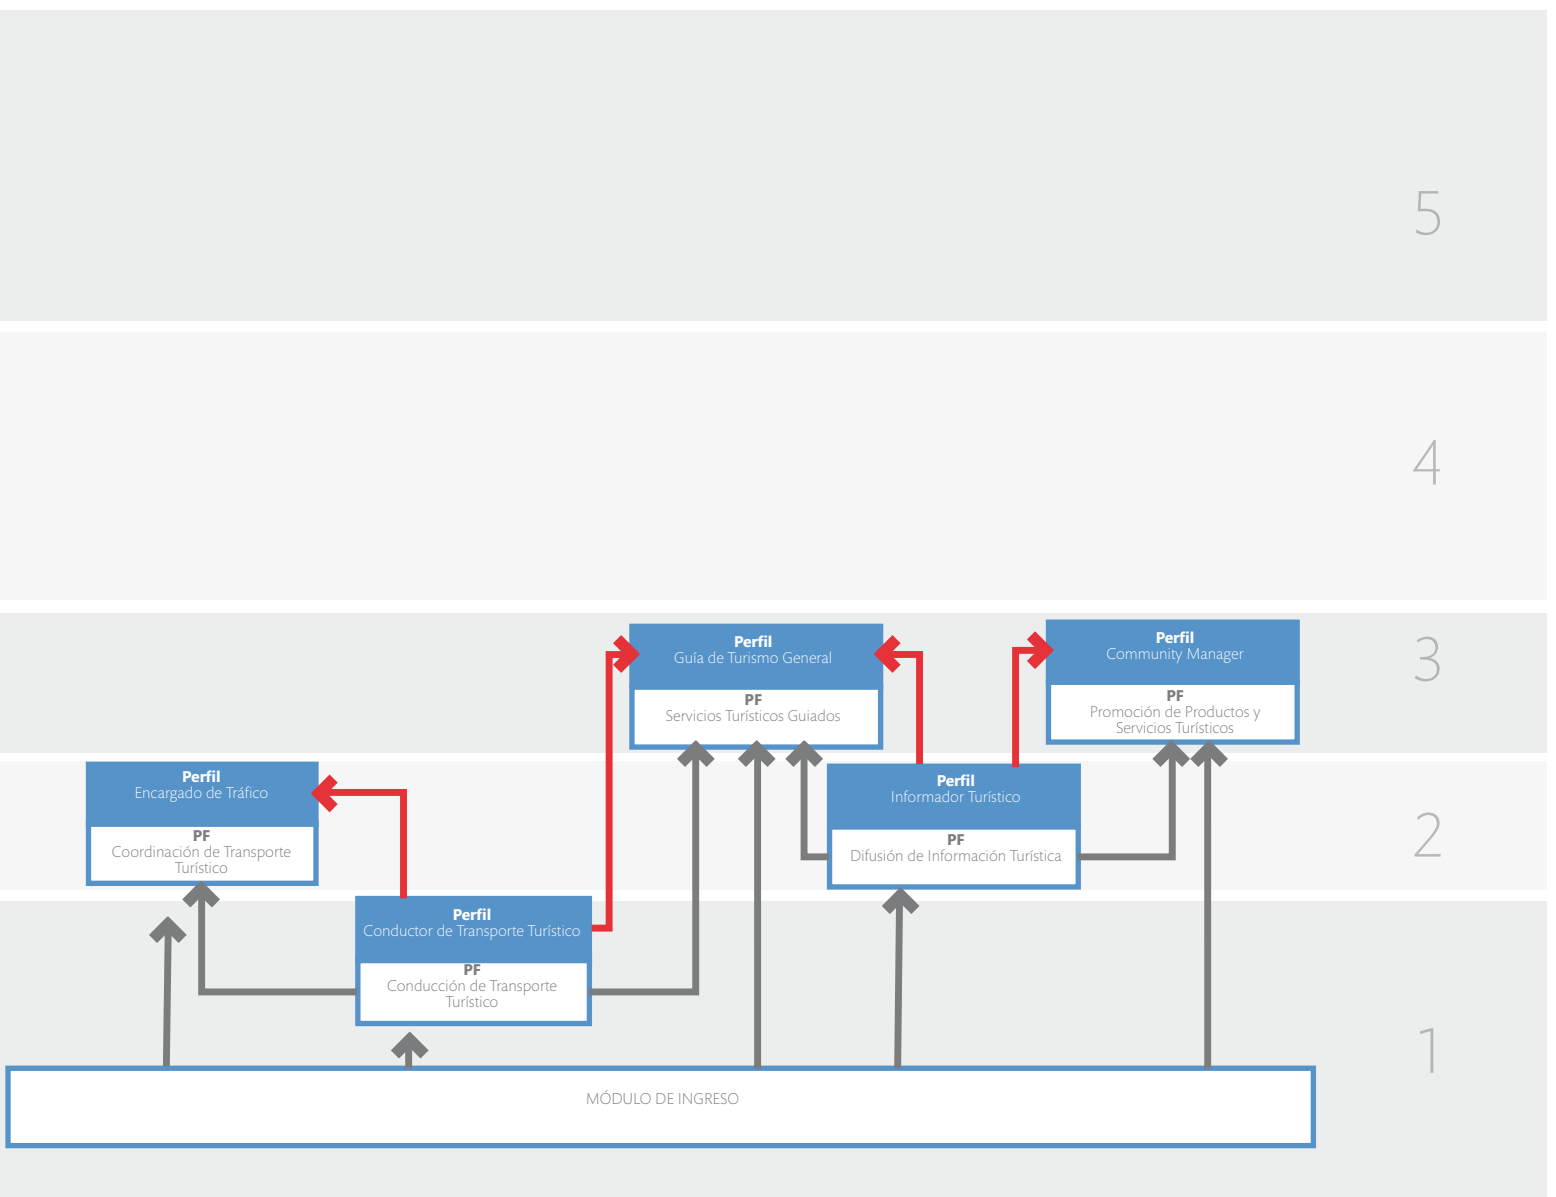 5
4
3
Perfil
Guía de Turismo General
PF
Servicios Turísticos Guiados
Perfil
Community Manager
PF
Promoción de Productos y
Servicios Turísticos
2
Perfil
Encargado de Tráfico
PF
Coordinación de Transporte
Turístico
Perfil
Informador Turístico
PF
Difusión de Información Turística
1
Perfil
Conductor de Transporte Turístico
PF
Conducción de Transporte
Turístico
MÓDULO DE INGRESO